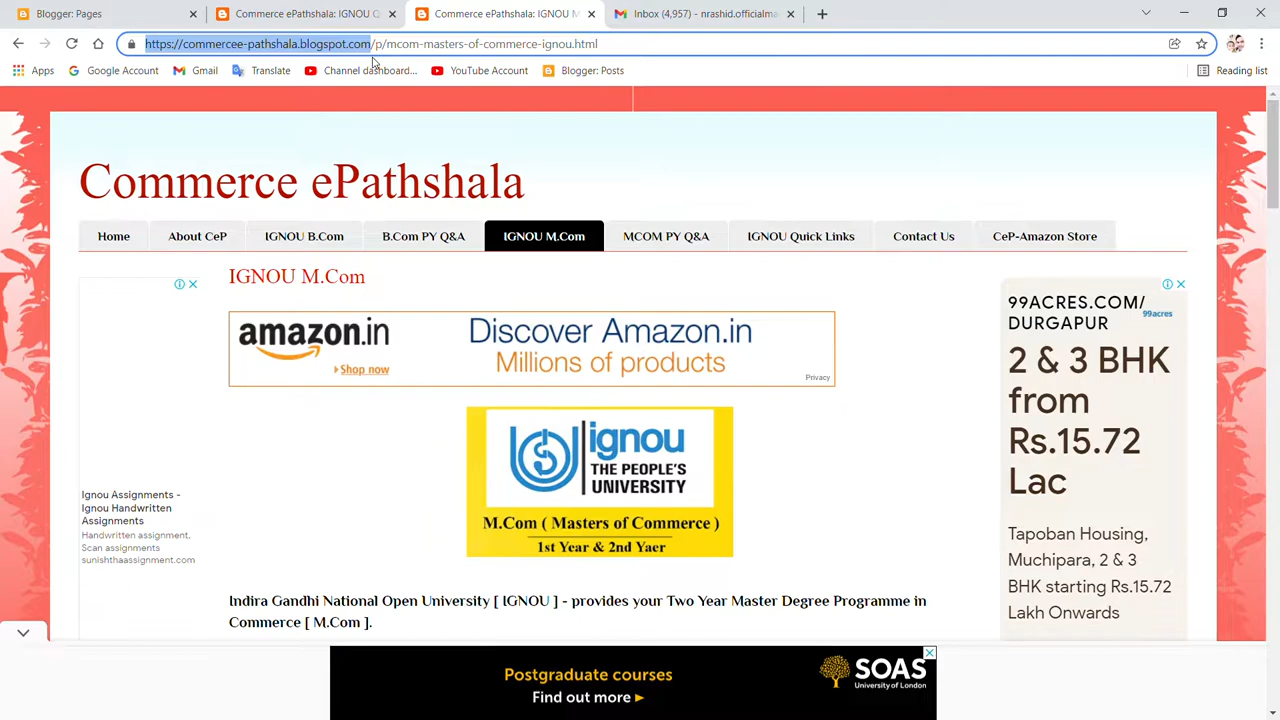 Blogger: Pages
Commerce ePathshala: IGNOU Q
Commerce ePathshala: IGNOU M
Inbox (4,957) - nrashid.officialma
https://commercee-pathshala.blogspot.com/p/mcom-masters-of-commerce-ignou.html
Apps
Google Account
Gmail
Translate
Channel dashboard...
YouTube Account
Blogger: Posts
Reading list
Commerce ePathshala
Home
About CeP
IGNOU B.Com
B.Com PY Q&A
IGNOU M.Com
MCOM PY Q&A
IGNOU Quick Links
Contact Us
CeP-Amazon Store
IGNOU M.Com
amazon.in
Shop now
Discover Amazon.in
Millions of products
Privacy
ignou
THE PEOPLE'S
UNIVERSITY
M.Com ( Masters of Commerce )
1st Year & 2nd Yaer
Ignou Assignments -
Ignou Handwritten
Assignments
Handwritten assignment,
Scan assignments
sunishthaassignment.com
Indira Gandhi National Open University [ IGNOU ] - provides your Two Year Master Degree Programme in
Commerce [ M.Com ].
99ACRES.COM/
DURGAPUR
99acres
2 & 3 BHK
from
Rs.15.72
Lac
Tapoban Housing,
Muchipara, 2 & 3
BHK starting Rs.15.72
Lakh Onwards
Postgraduate courses
Find out more
SOAS
University of London